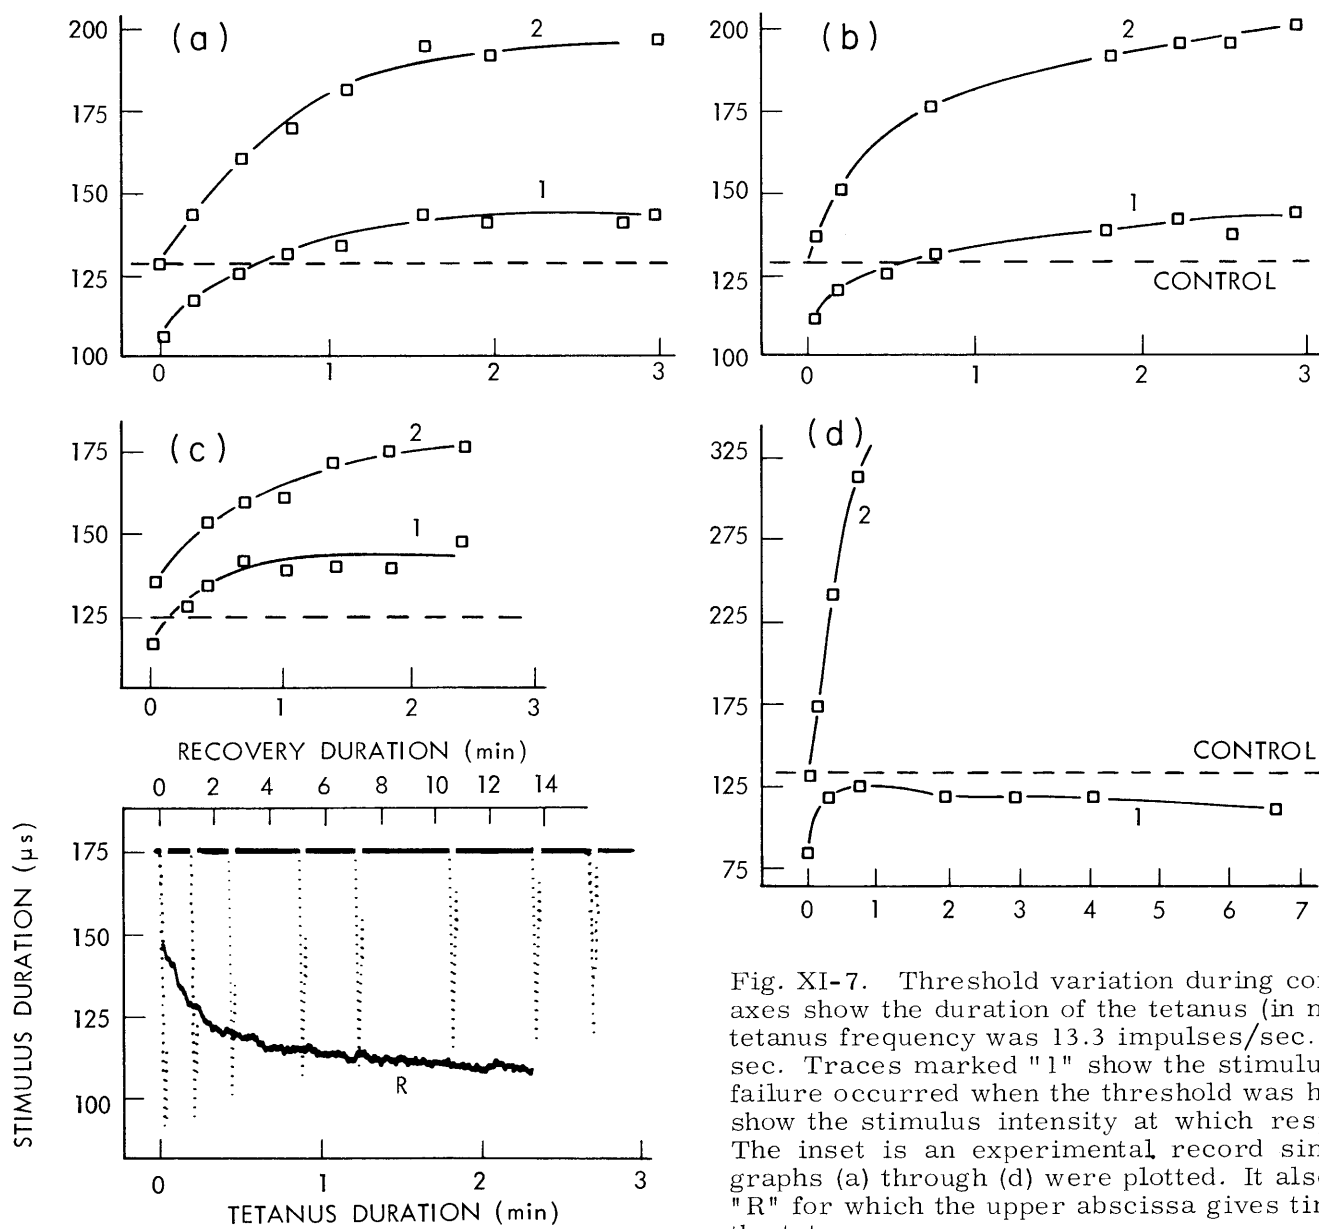 200
175
150
125
100
(a)
2
1
0 1 2 3
200
175
150
125
100
(b)
2
1
CONTROL
0 1 2 3
175
150
125
(c)
2
1
0 1 2 3
RECOVERY DURATION (min)
325
275
225
175
125
75
(d)
2
CONTROL
1
0 1 2 3 4 5 6 7
0 2 4 6 8 10 12 14
STIMULUS DURATION (μs)
175
150
125
100
R
0 1 2 3
TETANUS DURATION (min)
Fig. XI-7. Threshold variation during
axes show the duration of the tetanus (in
tetanus frequency was 13.3 impulses/sec.
sec. Traces marked "1" show the
failure occurred when the threshold was
show the stimulus intensity at which
The inset is an experimental record
graphs (a) through (d) were plotted. It
"R" for which the upper abscissa gives